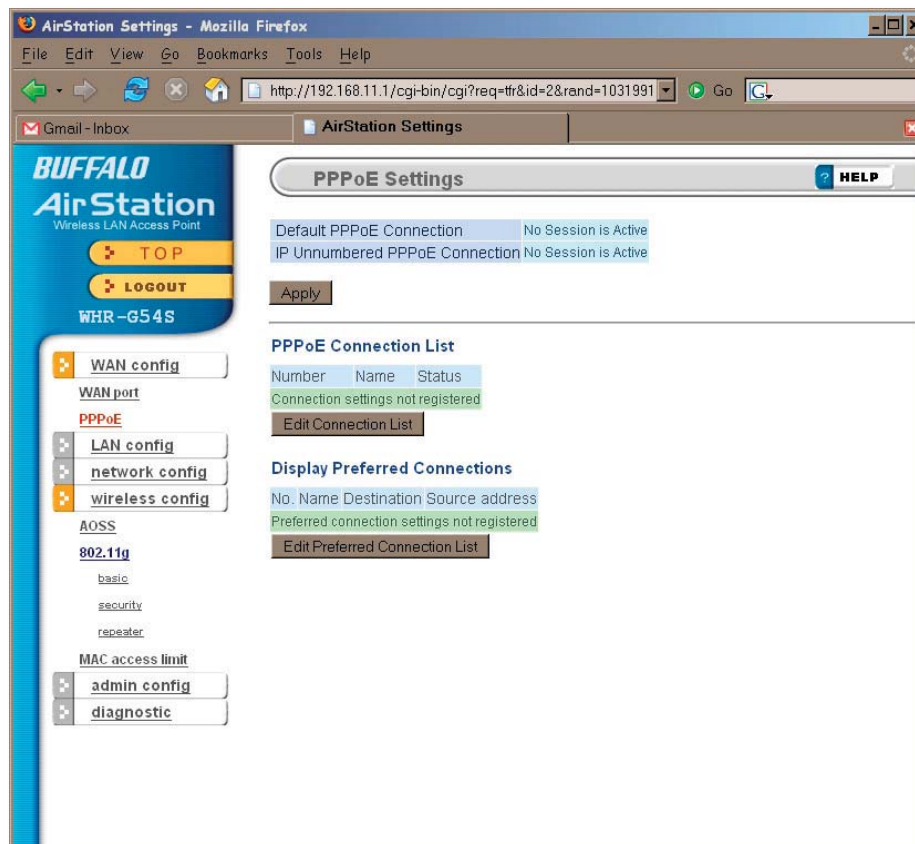 AirStation Settings - Mozilla Firefox
File Edit View Go Bookmarks Tools Help
http://192.168.11.1/cgi-bin/cgi?req=tfr&id=2&rand=1031991 Go G
Gmail - Inbox AirStation Settings
BUFFALO
AirStation
Wireless LAN Access Point
TOP
LOGOUT
WHR-G54S
WAN config
WAN port
PPPoE
LAN config
network config
wireless config
AOSS
802.11g
basic
security
repeater
MAC access limit
admin config
diagnostic
PPPoE Settings ? HELP
Default PPPoE Connection No Session is Active
IP Unnumbered PPPoE Connection No Session is Active
Apply
PPPoE Connection List
Number Name Status
Connection settings not registered
Edit Connection List
Display Preferred Connections
No. Name Destination Source address
Preferred connection settings not registered
Edit Preferred Connection List